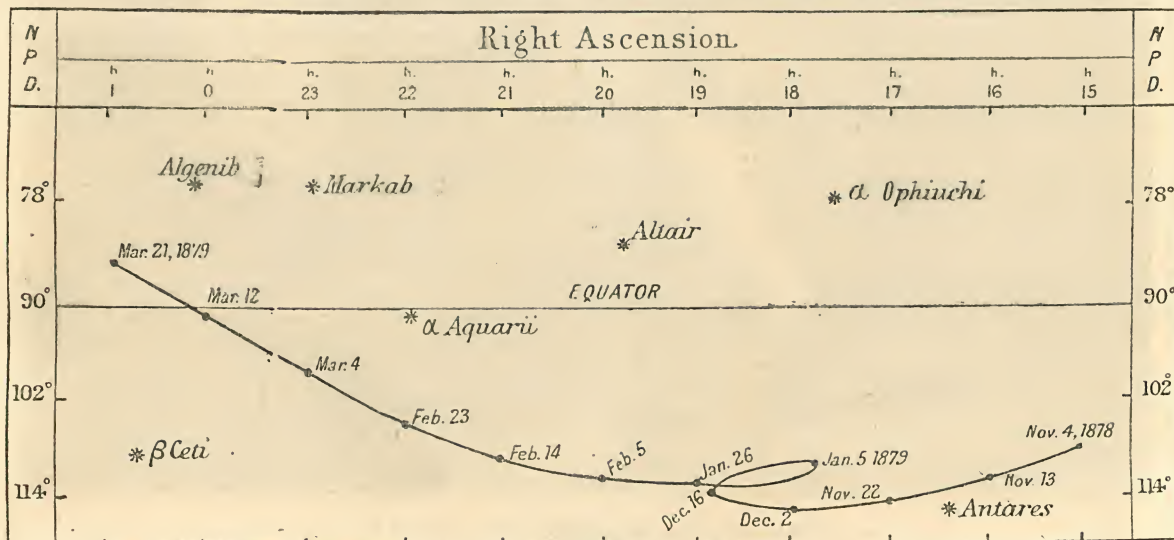 N P D.
Right Ascension.
N P D.
h. 1 h. 0 h. 23 h. 22 h. 21 h. 20 h. 19 h. 18 h. 17 h. 16 h. 15
Algenib
Markab
α Ophiuchi
78°
78°
Altair
Mar. 21, 1879
Mar. 12
EQUATOR
90°
90°
α Aquarii
Mar. 4
102°
102°
Feb. 23
β Ceti
Feb. 14
Feb. 5
Jan. 26
Jan. 5 1879
Nov. 4, 1878
114°
Dec. 16
Dec. 2
Nov. 22
Nov. 13
114°
Antares